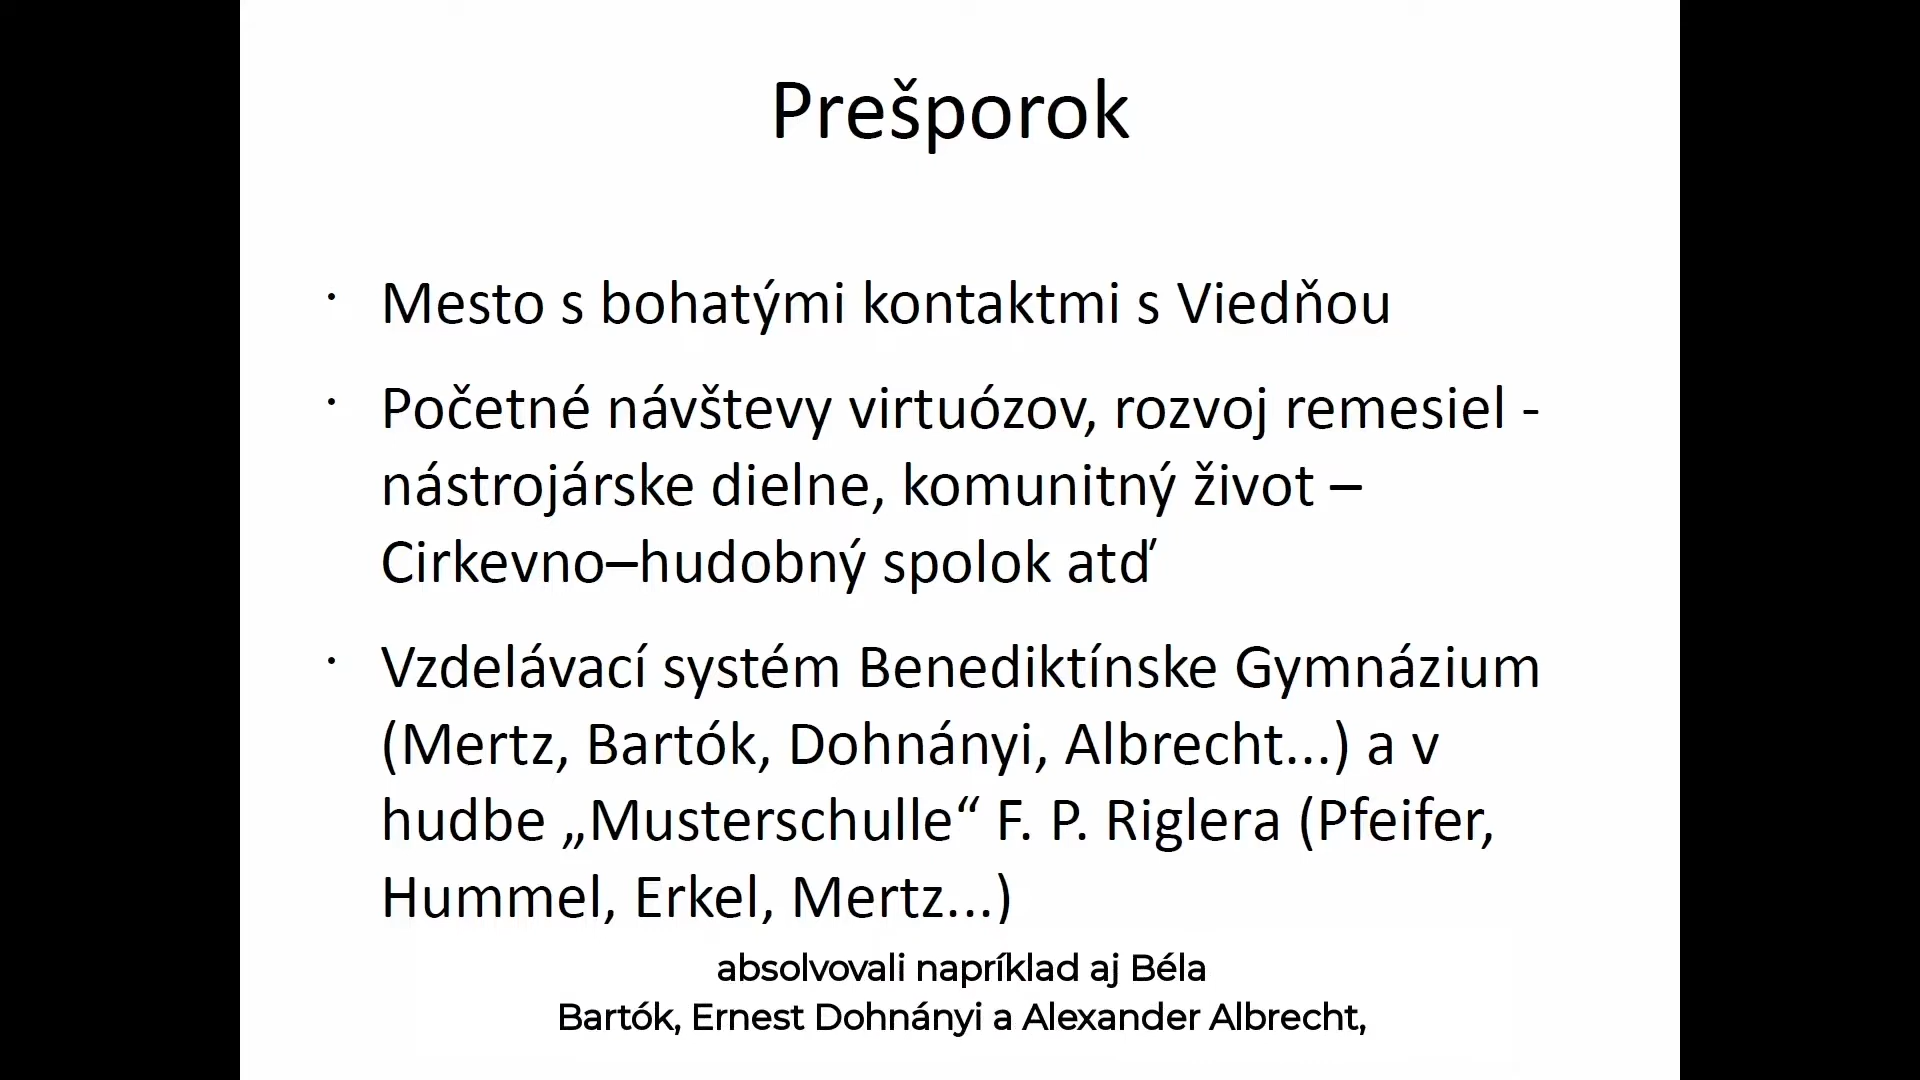 Prešporok
• Mesto s bohatými kontaktmi s Viedňou
• Početné návštevy virtuózov, rozvoj remesiel -
nástrojárske dielne, komunitný život –
Cirkevno–hudobný spolok atď
• Vzdelávací systém Benediktínske Gymnázium
(Mertz, Bartók, Dohnányi, Albrecht...) a v
hudbe „Musterschulle“ F. P. Riglera (Pfeifer,
Hummel, Erkel, Mertz...)
absolvovali napríklad aj Béla
Bartók, Ernest Dohnányi a Alexander Albrecht,